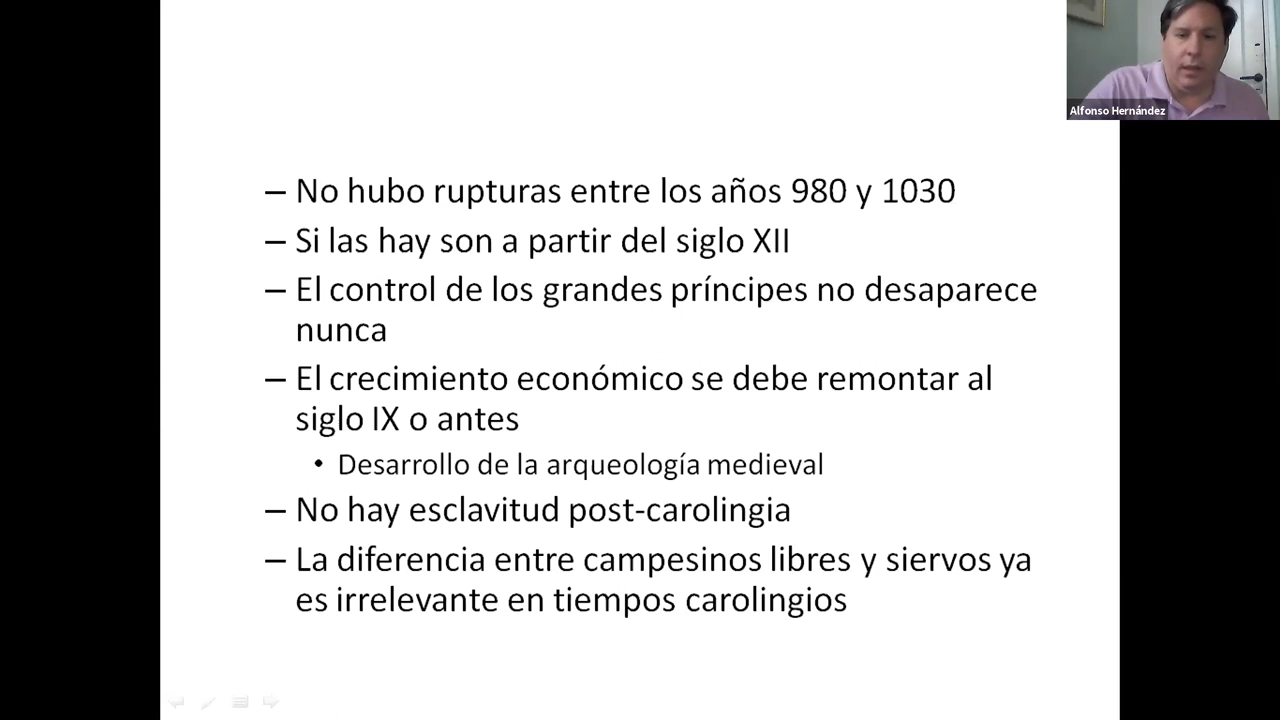 Alfonso Hernández
– No hubo rupturas entre los años 980 y 1030
– Si las hay son a partir del siglo XII
– El control de los grandes príncipes no desaparece
nunca
– El crecimiento económico se debe remontar al
siglo IX o antes
• Desarrollo de la arqueología medieval
– No hay esclavitud post-carolingia
– La diferencia entre campesinos libres y siervos ya
es irrelevante en tiempos carolingios